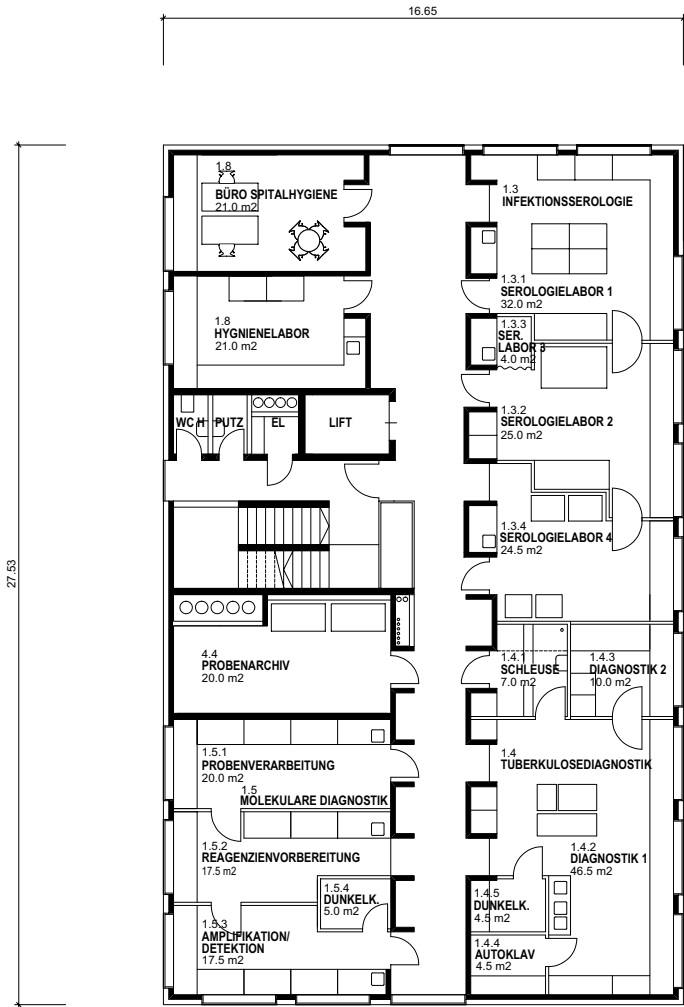 16.65
27.53
1.8
BÜRO SPITALHYGIENE
21.0 m2
1.3
INFEKTIONSSEROLOGIE
1.3.1
SEROLOGIELABOR 1
32.0 m2
1.8
HYGNIENELABOR
21.0 m2
1.3.3
SER.
LABOR 3
4.0 m2
WC H
PUTZ
EL
LIFT
1.3.2
SEROLOGIELABOR 2
25.0 m2
1.3.4
SEROLOGIELABOR 4
24.5 m2
4.4
PROBENARCHIV
20.0 m2
1.4.1
SCHLEUSE
7.0 m2
1.4.3
DIAGNOSTIK 2
10.0 m2
1.5.1
PROBENVERARBEITUNG
20.0 m2
1.5
MOLEKULARE DIAGNOSTIK
1.4
TUBERKULOSEDIAGNOSTIK
1.5.2
REAGENZIENVORBEREITUNG
17.5 m2
1.4.2
DIAGNOSTIK 1
46.5 m2
1.5.4
DUNKELK.
5.0 m2
1.4.5
DUNKELK.
4.5 m2
1.5.3
AMPLIFIKATION/
DETEKTION
17.5 m2
1.4.4
AUTOKLAV
4.5 m2